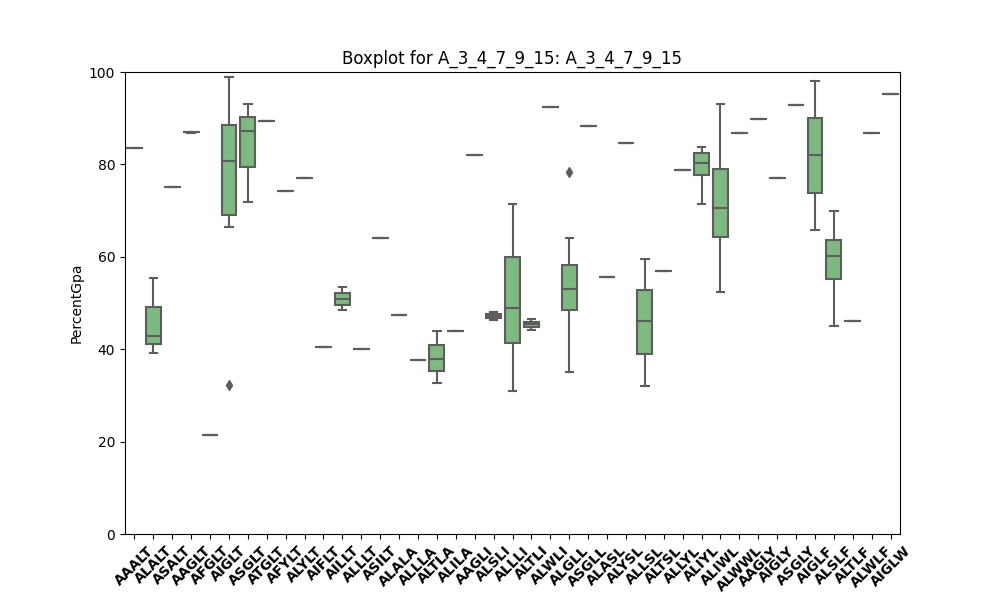 Boxplot for A_3_4_7_9_15: A_3_4_7_9_15
100
80
60
40
20
0
PercentGpa
AAALT ALALT ASALT AAGLT AFGLT AIGLT ASGLT ATGLT AFYLT ALYLT AIFLT AILLT ALLLT ASILT ALALA ALLLA ALTLA ALILA AAGLI ALSLI ALLLI ALTLI ALWLI ALGLL ASGLL ALASL ALYSL ALLSL ALTSL ALLYL ALIYL ALIWL ALWWL AAGLY AIGLY ASGLY AIGLF ALSLF ALTLF ALWLF AIGLW